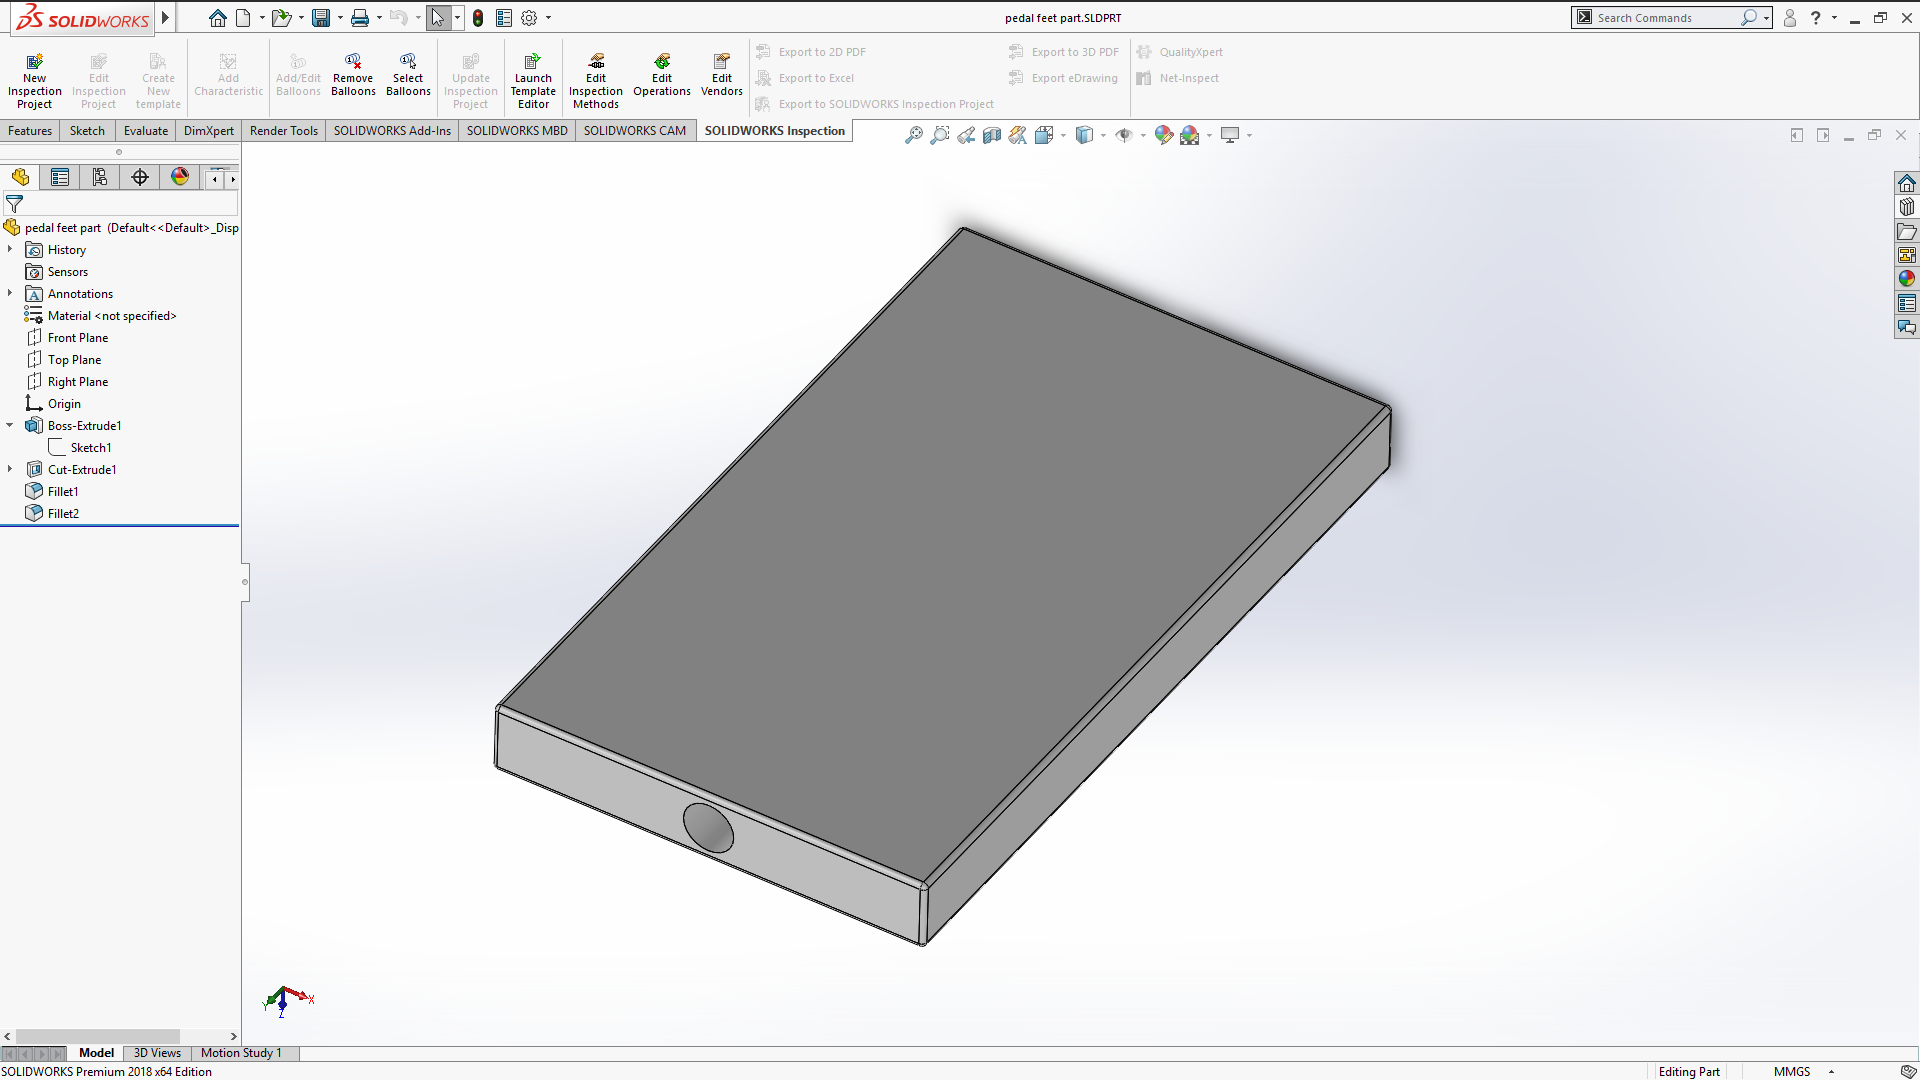 SOLIDWORKS
pedal feet part.SLDPRT
Search Commands
?
New Inspection Project
Edit Inspection Project
Create New template
Add Characteristic
Add/Edit Balloons
Remove Balloons
Select Balloons
Update Inspection Project
Launch Template Editor
Edit Inspection Methods
Edit Operations
Edit Vendors
Export to 2D PDF
Export to Excel
Export to SOLIDWORKS Inspection Project
Export to 3D PDF
Export eDrawing
QualityXpert
Net-Inspect
Features
Sketch
Evaluate
DimXpert
Render Tools
SOLIDWORKS Add-Ins
SOLIDWORKS MBD
SOLIDWORKS CAM
SOLIDWORKS Inspection
pedal feet part (Default<<Default>_Disp
History
Sensors
Annotations
Material <not specified>
Front Plane
Top Plane
Right Plane
Origin
Boss-Extrude1
Sketch1
Cut-Extrude1
Fillet1
Fillet2
Y
X
Z
Model
3D Views
Motion Study 1
SOLIDWORKS Premium 2018 x64 Edition
Editing Part
MMGS